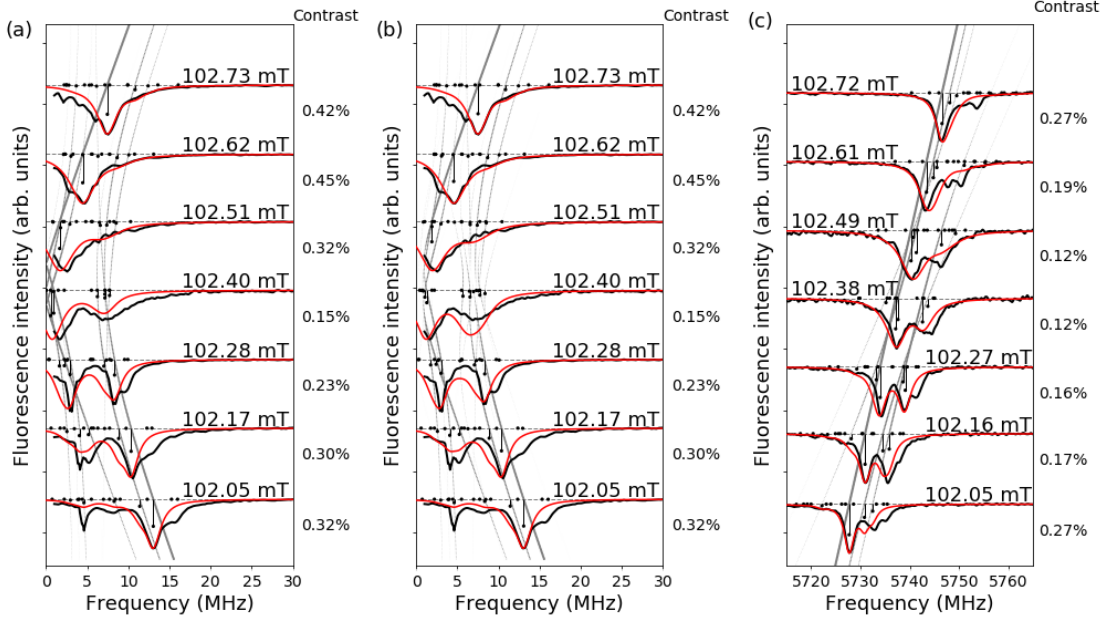 (a)
Contrast
Fluorescence intensity (arb. units)
102.73 mT
0.42%
102.62 mT
0.45%
102.51 mT
0.32%
102.40 mT
0.15%
102.28 mT
0.23%
102.17 mT
0.30%
102.05 mT
0.32%
0 5 10 15 20 25 30
Frequency (MHz)
(b)
Contrast
Fluorescence intensity (arb. units)
102.73 mT
0.42%
102.62 mT
0.45%
102.51 mT
0.32%
102.40 mT
0.15%
102.28 mT
0.23%
102.17 mT
0.30%
102.05 mT
0.32%
0 5 10 15 20 25 30
Frequency (MHz)
(c)
Contrast
Fluorescence intensity (arb. units)
102.72 mT
0.27%
102.61 mT
0.19%
102.49 mT
0.12%
102.38 mT
0.12%
102.27 mT
0.16%
102.16 mT
0.17%
102.05 mT
0.27%
5720 5730 5740 5750 5760
Frequency (MHz)